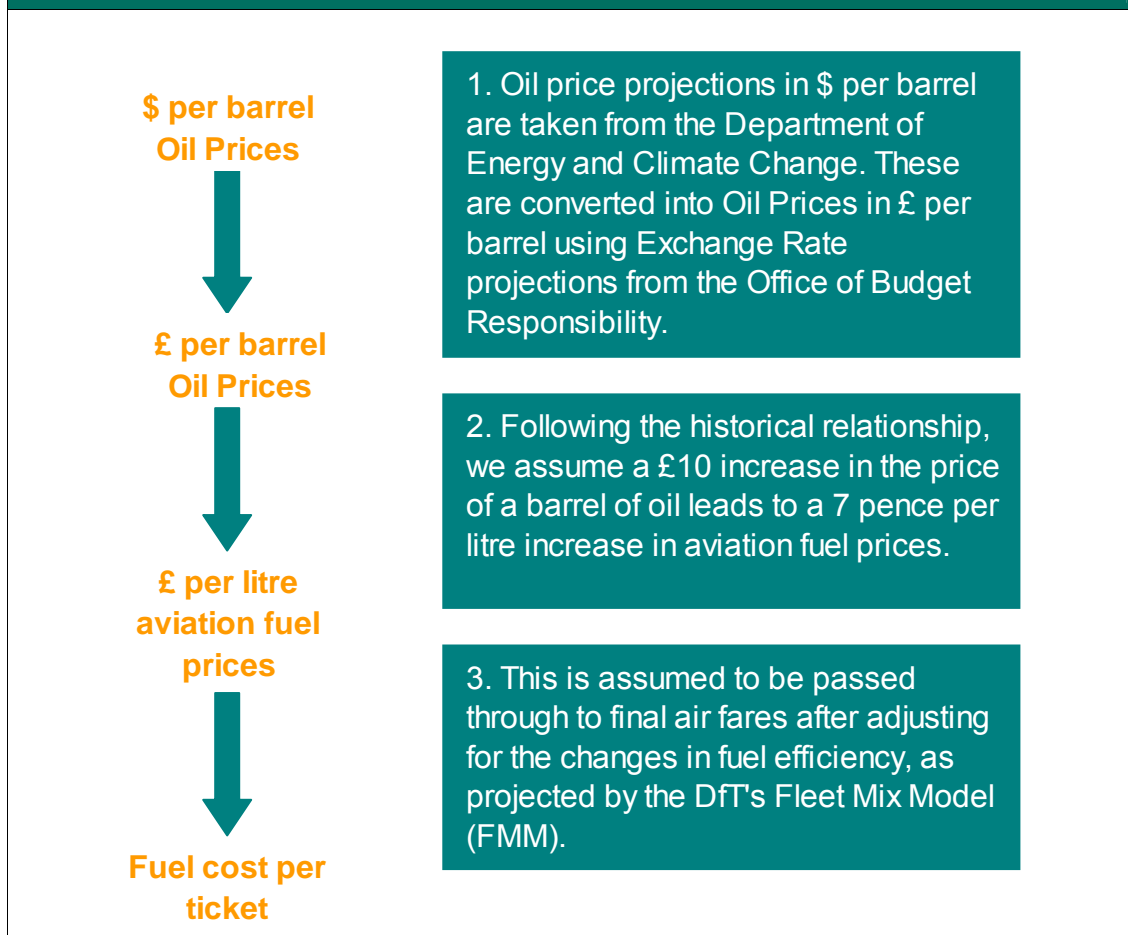 $ per barrel
Oil Prices
1. Oil price projections in $ per barrel
are taken from the Department of
Energy and Climate Change. These
are converted into Oil Prices in £ per
barrel using Exchange Rate
projections from the Office of Budget
Responsibility.
£ per barrel
Oil Prices
2. Following the historical relationship,
we assume a £10 increase in the price
of a barrel of oil leads to a 7 pence per
litre increase in aviation fuel prices.
£ per litre
aviation fuel
prices
3. This is assumed to be passed
through to final air fares after adjusting
for the changes in fuel efficiency, as
projected by the DfT's Fleet Mix Model
(FMM).
Fuel cost per
ticket